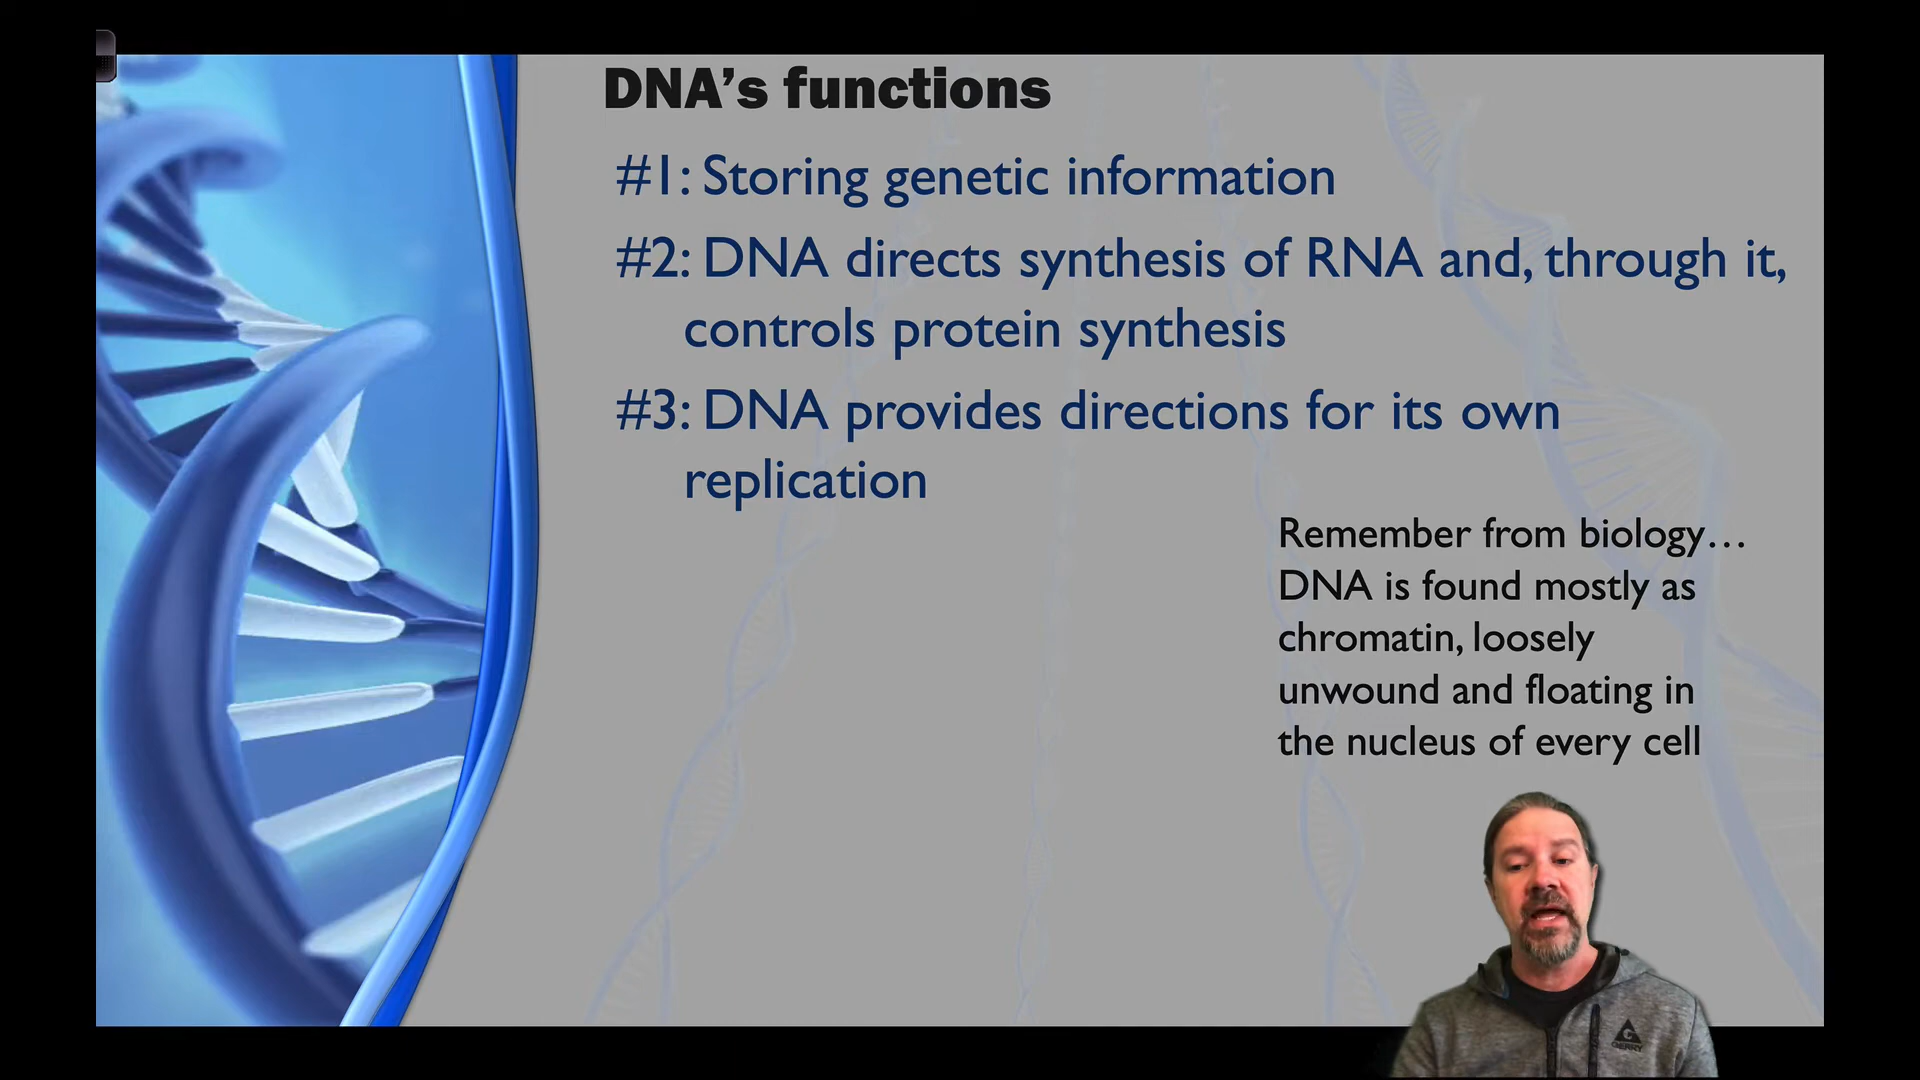 DNA’s functions
#1: Storing genetic information
#2: DNA directs synthesis of RNA and, through it,
controls protein synthesis
#3: DNA provides directions for its own
replication
Remember from biology…
DNA is found mostly as
chromatin, loosely
unwound and floating in
the nucleus of every cell
GERRY